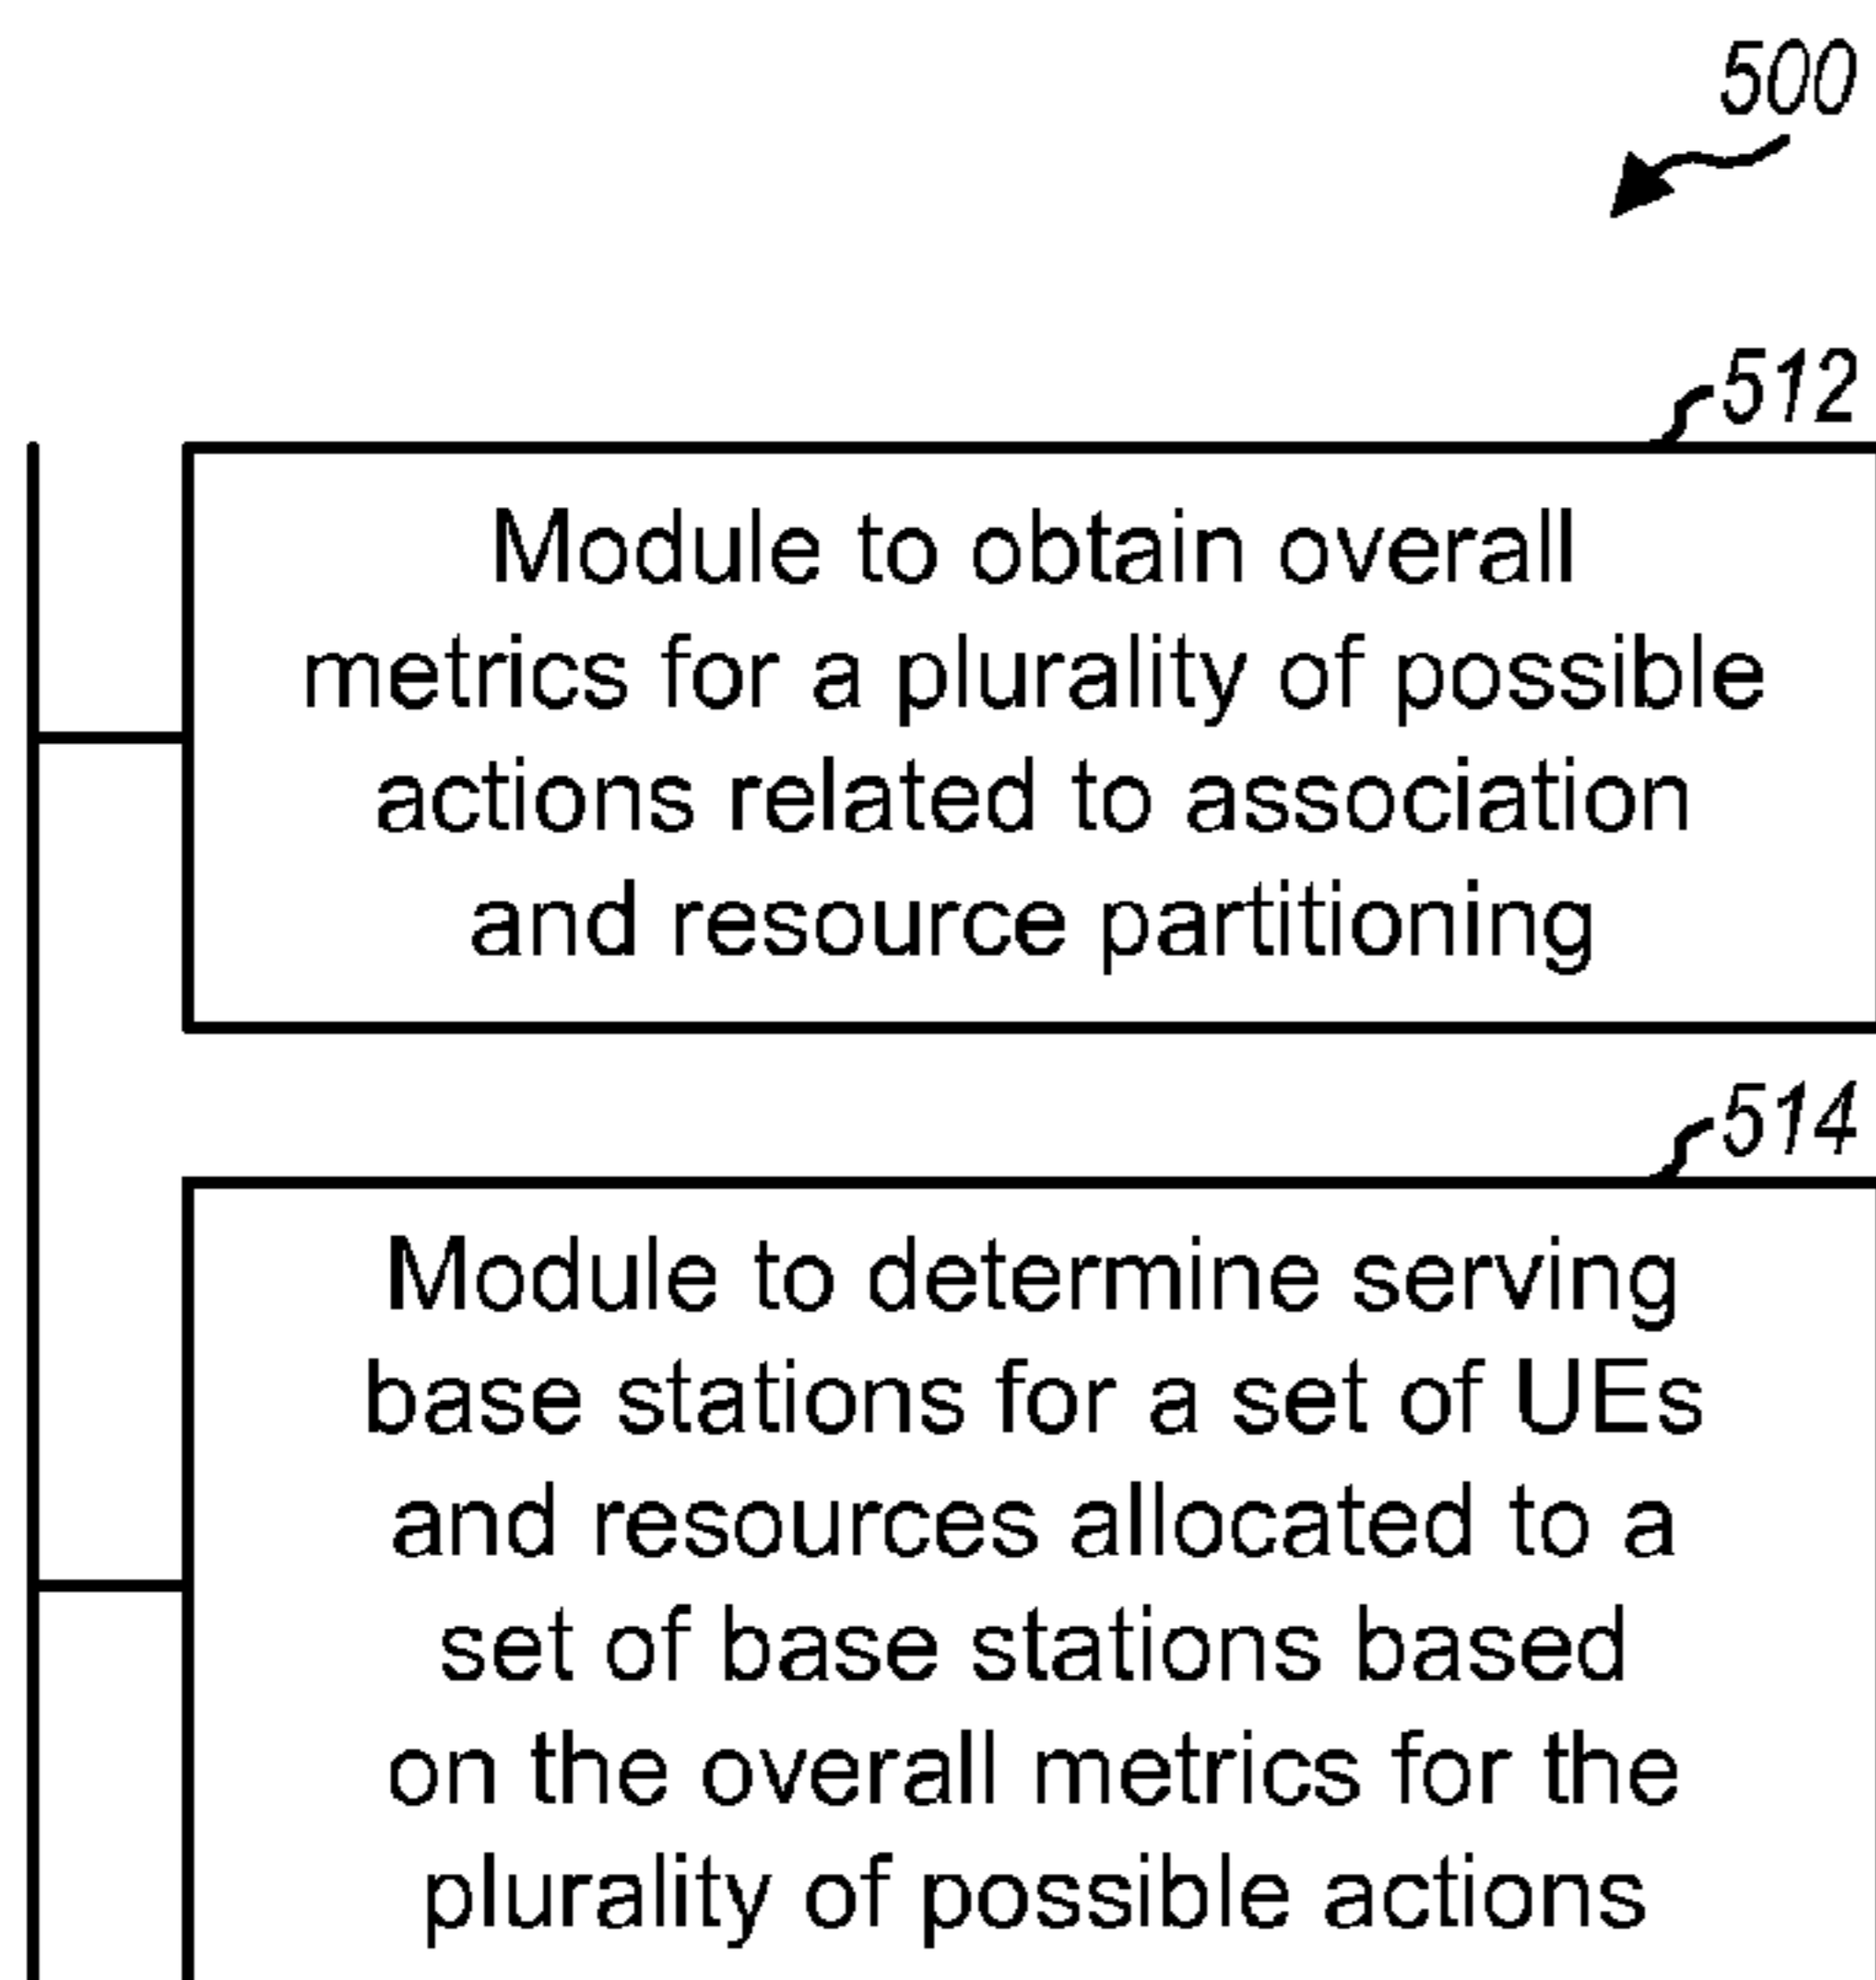 500
512
Module to obtain overall
metrics for a plurality of possible
actions related to association
and resource partitioning
514
Module to determine serving
base stations for a set of UEs
and resources allocated to a
set of base stations based
on the overall metrics for the
plurality of possible actions